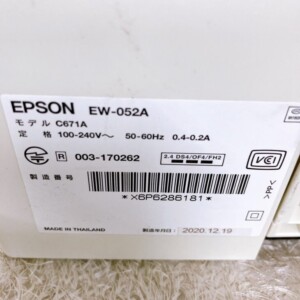 EPSON EW-052A
モデル C671A
定格 100-240V～ 50-60Hz 0.4-0.2A
R 003-170262 2.4 DS4/OF4/FH2 VCI
製造番号
*X6P6286181*
MADE IN THAILAND 製造年月日: 2020.12.19
>PP<